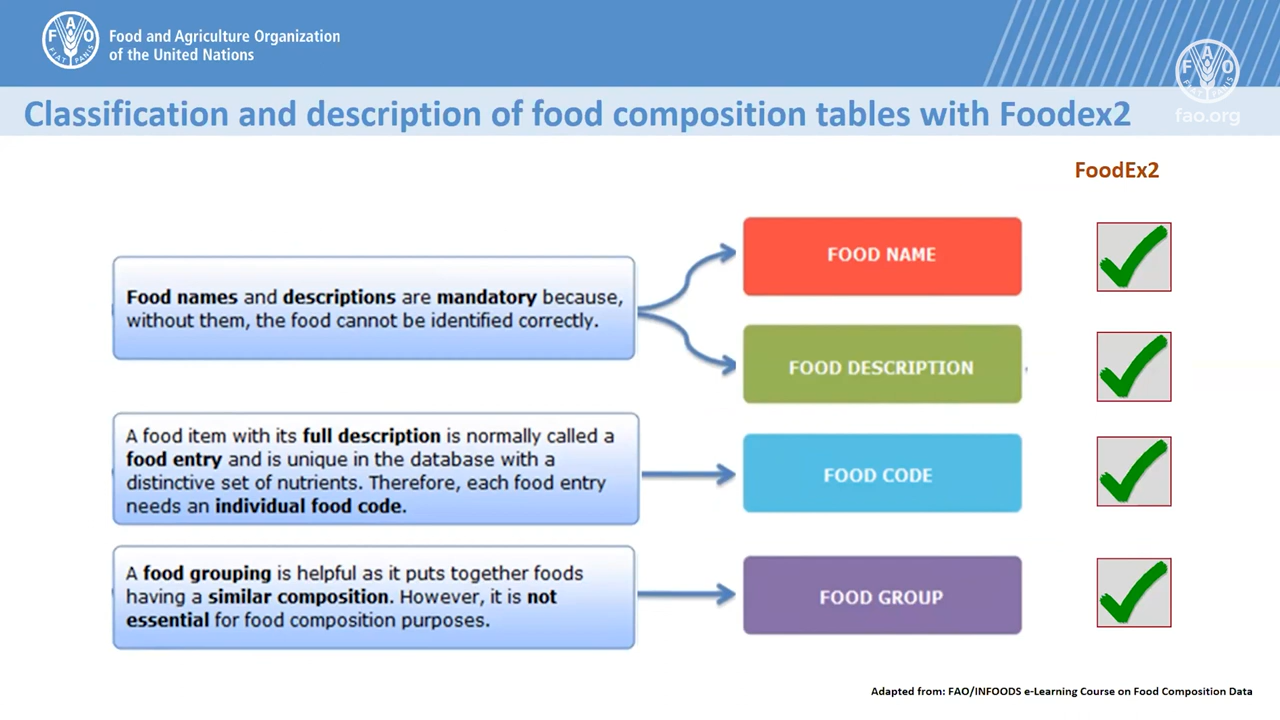 Food and Agriculture Organization
of the United Nations
F A O
FIAT PANIS
F A O
fao.org
Classification and description of food composition tables with Foodex2
FoodEx2
Food names and descriptions are mandatory because,
without them, the food cannot be identified correctly.
FOOD NAME
FOOD DESCRIPTION
A food item with its full description is normally called a
food entry and is unique in the database with a
distinctive set of nutrients. Therefore, each food entry
needs an individual food code.
FOOD CODE
A food grouping is helpful as it puts together foods
having a similar composition. However, it is not
essential for food composition purposes.
FOOD GROUP
Adapted from: FAO/INFOODS e-Learning Course on Food Composition Data